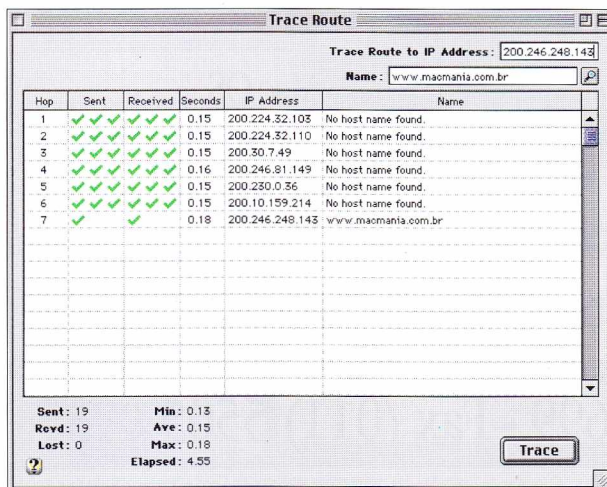 Trace Route
Trace Route to IP Address: 200.246.248.143
Name: www.macmania.com.br
Hop Sent Received Seconds IP Address Name
1 ✓ ✓ ✓ ✓ ✓ ✓ 0.15 200.224.32.103 No host name found.
2 ✓ ✓ ✓ ✓ ✓ ✓ 0.15 200.224.32.110 No host name found.
3 ✓ ✓ ✓ ✓ ✓ ✓ 0.15 200.30.7.49 No host name found.
4 ✓ ✓ ✓ ✓ ✓ ✓ 0.16 200.246.81.149 No host name found.
5 ✓ ✓ ✓ ✓ ✓ ✓ 0.15 200.230.0.36 No host name found.
6 ✓ ✓ ✓ ✓ ✓ ✓ 0.15 200.10.159.214 No host name found.
7 ✓ ✓ 0.18 200.246.248.143 www.macmania.com.br
Sent: 19 Min: 0.13
Rcvd: 19 Ave: 0.15
Lost: 0 Max: 0.18
Elapsed: 4.55
?
Trace